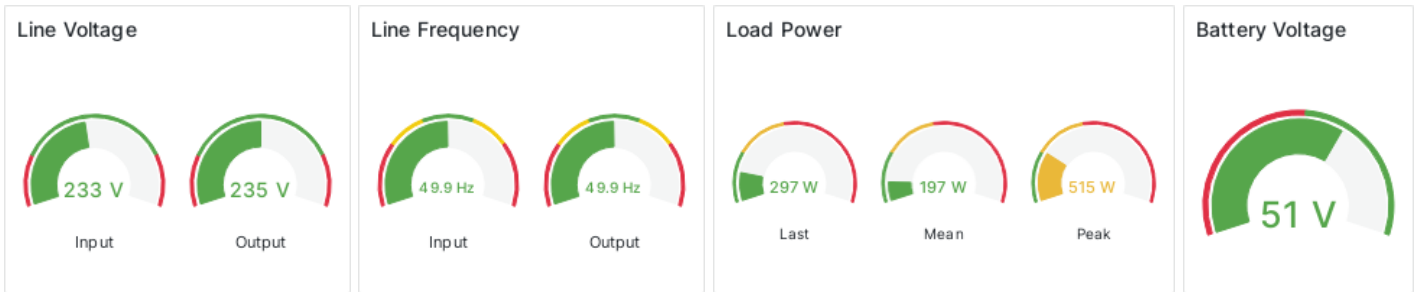 Line Voltage
233 V
235 V
Input
Output
Line Frequency
49.9 Hz
49.9 Hz
Input
Output
Load Power
297 W
197 W
515 W
Last
Mean
Peak
Battery Voltage
51 V